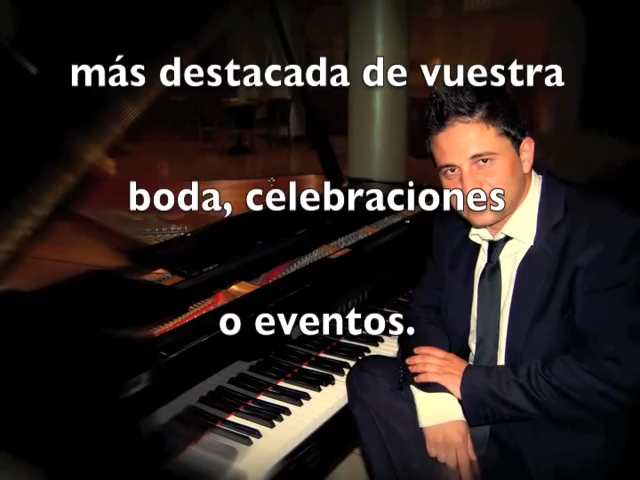 más destacada de vuestra
boda, celebraciones
o eventos.